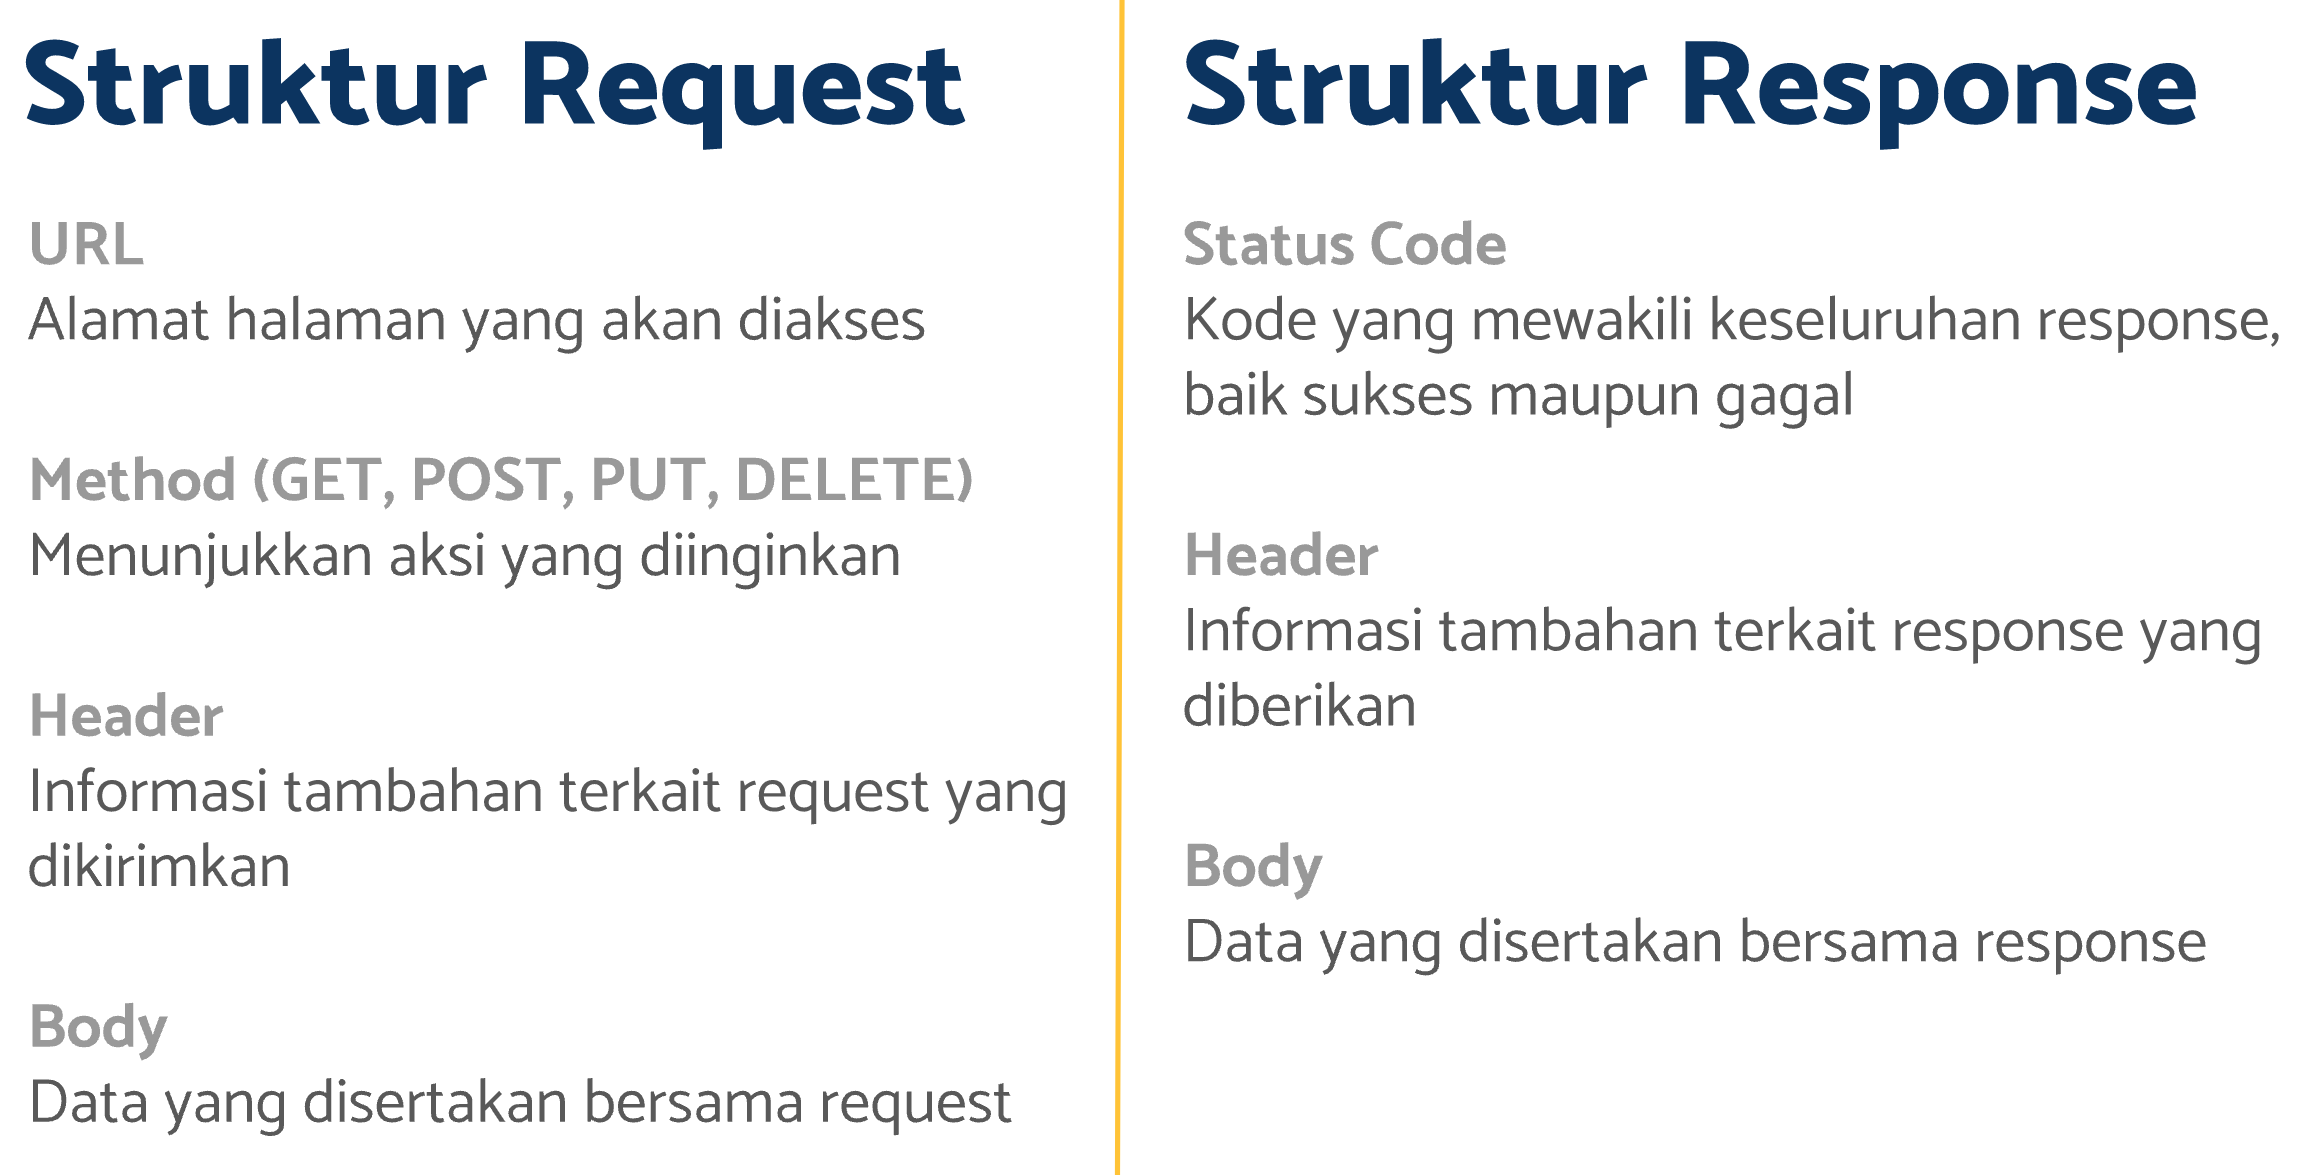 Struktur Request
URL
Alamat halaman yang akan diakses
Method (GET, POST, PUT, DELETE)
Menunjukkan aksi yang diinginkan
Header
Informasi tambahan terkait request yang
dikirimkan
Body
Data yang disertakan bersama request
Struktur Response
Status Code
Kode yang mewakili keseluruhan response,
baik sukses maupun gagal
Header
Informasi tambahan terkait response yang
diberikan
Body
Data yang disertakan bersama response